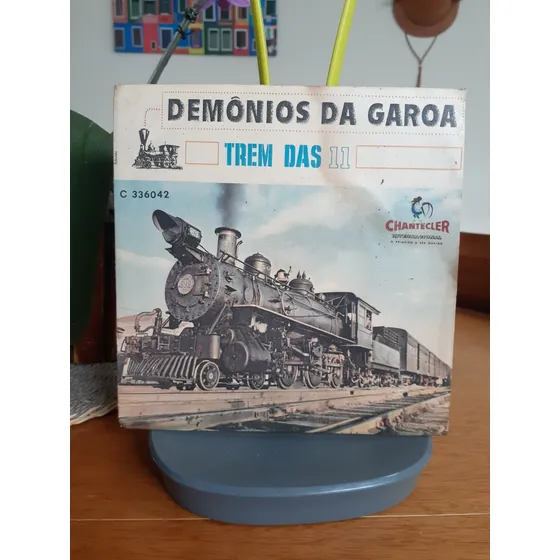 DEMÔNIOS DA GAROA
TREM DAS 11
C 336042
CHANTECLER